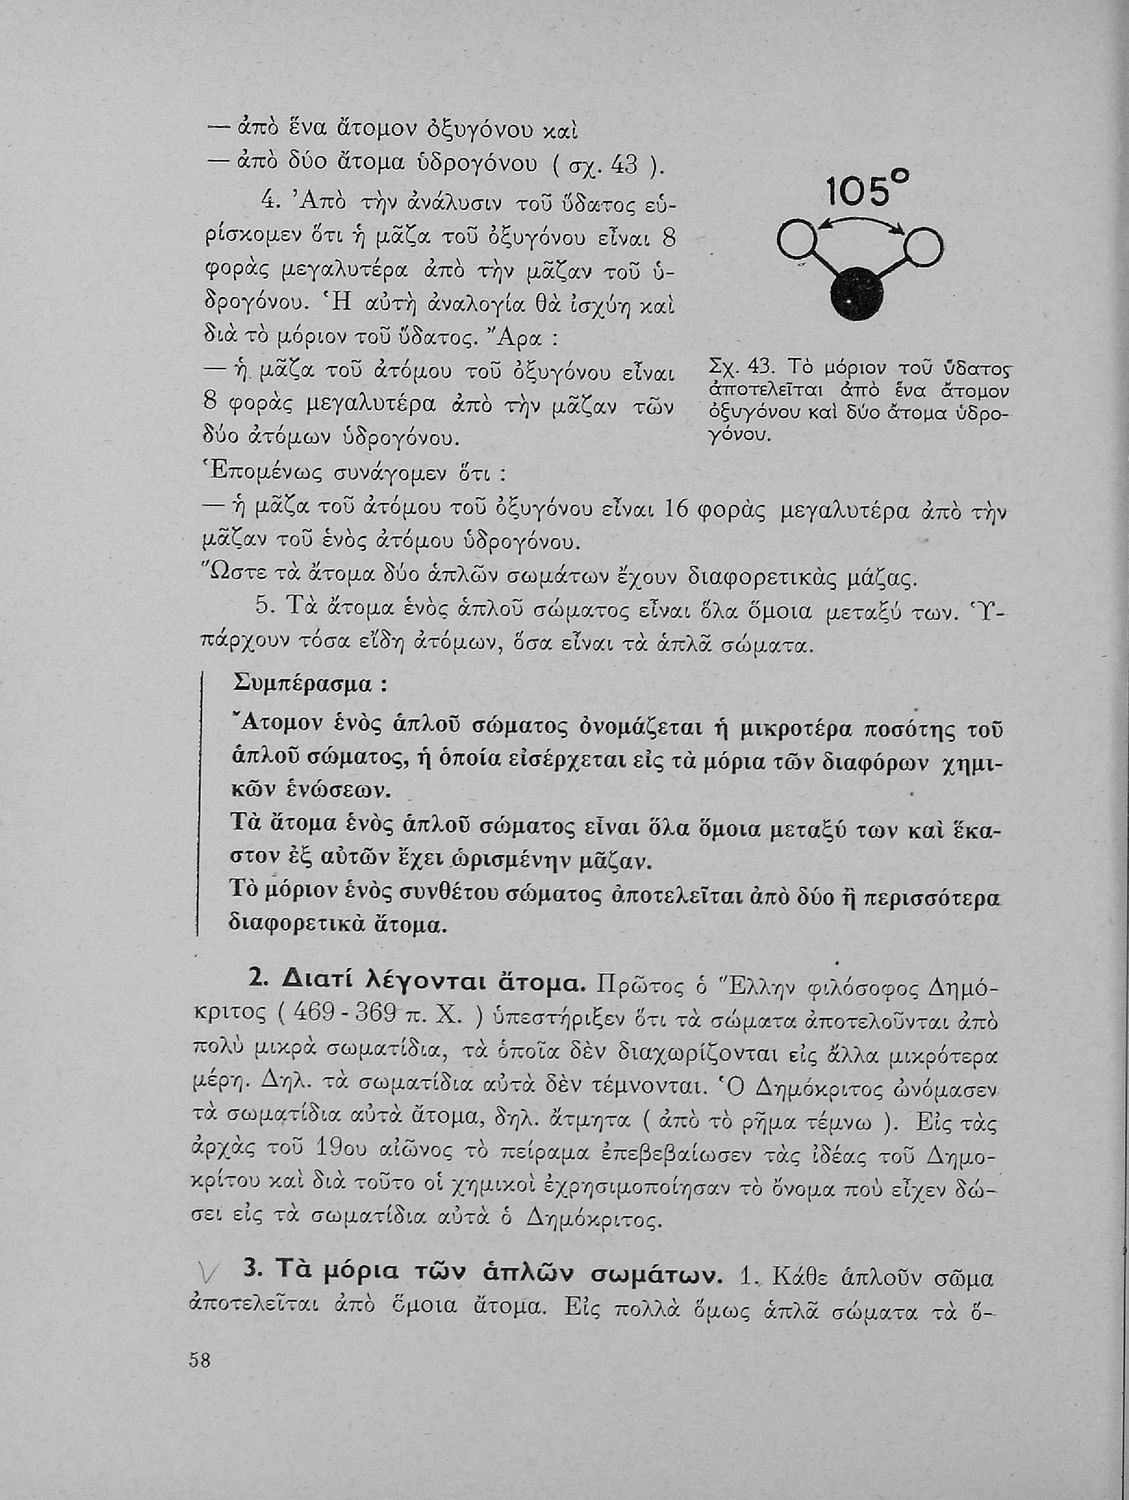 — ἀπὸ ἕνα ἄτομον ὀξυγόνου καὶ
— ἀπὸ δύο ἄτομα ὑδρογόνου ( σχ. 43 ).
4. Ἀπὸ τὴν ἀνάλυσιν τοῦ ὕδατος εὑ-
ρίσκομεν ὅτι ἡ μᾶζα τοῦ ὀξυγόνου εἶναι 8
φορὰς μεγαλυτέρα ἀπὸ τὴν μᾶζαν τοῦ ὑ-
δρογόνου. Ἡ αὐτὴ ἀναλογία θὰ ἰσχύῃ καὶ
διὰ τὸ μόριον τοῦ ὕδατος. Ἄρα :
— ἡ μᾶζα τοῦ ἀτόμου τοῦ ὀξυγόνου εἶναι
8 φορὰς μεγαλυτέρα ἀπὸ τὴν μᾶζαν τῶν
δύο ἀτόμων ὑδρογόνου.
105°
Σχ. 43. Τὸ μόριον τοῦ ὕδατος
ἀποτελεῖται ἀπὸ ἕνα ἄτομον
ὀξυγόνου καὶ δύο ἄτομα ὑδρο-
γόνου.
Ἑπομένως συνάγομεν ὅτι :
— ἡ μᾶζα τοῦ ἀτόμου τοῦ ὀξυγόνου εἶναι 16 φορὰς μεγαλυτέρα ἀπὸ τὴν
μᾶζαν τοῦ ἑνὸς ἀτόμου ὑδρογόνου.
Ὥστε τὰ ἄτομα δύο ἁπλῶν σωμάτων ἔχουν διαφορετικὰς μάζας.
5. Τὰ ἄτομα ἑνὸς ἁπλοῦ σώματος εἶναι ὅλα ὅμοια μεταξύ των. Ὑ-
πάρχουν τόσα εἴδη ἀτόμων, ὅσα εἶναι τὰ ἁπλᾶ σώματα.
Συμπέρασμα :
Ἄτομον ἑνὸς ἁπλοῦ σώματος ὀνομάζεται ἡ μικροτέρα ποσότης τοῦ
ἁπλοῦ σώματος, ἡ ὁποία εἰσέρχεται εἰς τὰ μόρια τῶν διαφόρων χημι-
κῶν ἑνώσεων.
Τὰ ἄτομα ἑνὸς ἁπλοῦ σώματος εἶναι ὅλα ὅμοια μεταξύ των καὶ ἕκα-
στον ἐξ αὐτῶν ἔχει ὡρισμένην μᾶζαν.
Τὸ μόριον ἑνὸς συνθέτου σώματος ἀποτελεῖται ἀπὸ δύο ἢ περισσότερα
διαφορετικὰ ἄτομα.
2. Διατί λέγονται ἄτομα. Πρῶτος ὁ Ἕλλην φιλόσοφος Δημό-
κριτος ( 469 - 369 π. Χ. ) ὑπεστήριξεν ὅτι τὰ σώματα ἀποτελοῦνται ἀπὸ
πολὺ μικρὰ σωματίδια, τὰ ὁποῖα δὲν διαχωρίζονται εἰς ἄλλα μικρότερα
μέρη. Δηλ. τὰ σωματίδια αὐτὰ δὲν τέμνονται. Ὁ Δημόκριτος ὠνόμασεν
τὰ σωματίδια αὐτὰ ἄτομα, δηλ. ἄτμητα ( ἀπὸ τὸ ρῆμα τέμνω ). Εἰς τὰς
ἀρχὰς τοῦ 19ου αἰῶνος τὸ πείραμα ἐπεβεβαίωσεν τὰς ἰδέας τοῦ Δημο-
κρίτου καὶ διὰ τοῦτο οἱ χημικοὶ ἐχρησιμοποίησαν τὸ ὄνομα ποὺ εἶχεν δώ-
σει εἰς τὰ σωματίδια αὐτὰ ὁ Δημόκριτος.
3. Τὰ μόρια τῶν ἁπλῶν σωμάτων. 1. Κάθε ἁπλοῦν σῶμα
ἀποτελεῖται ἀπὸ ὅμοια ἄτομα. Εἰς πολλὰ ὅμως ἁπλᾶ σώματα τὰ ὅ-
58